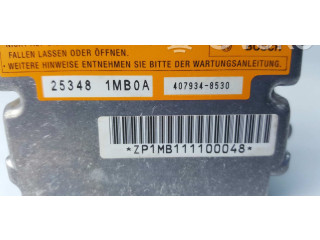 FALLEN LASSEN ODER ÖFFNEN.
• WEITERE HINWEISE ENTNEHMEN SIE BITTE DER WARTUNGSANLEITUNG.
25348 1MB0A
407934-8530
*ZP1MB111100048*